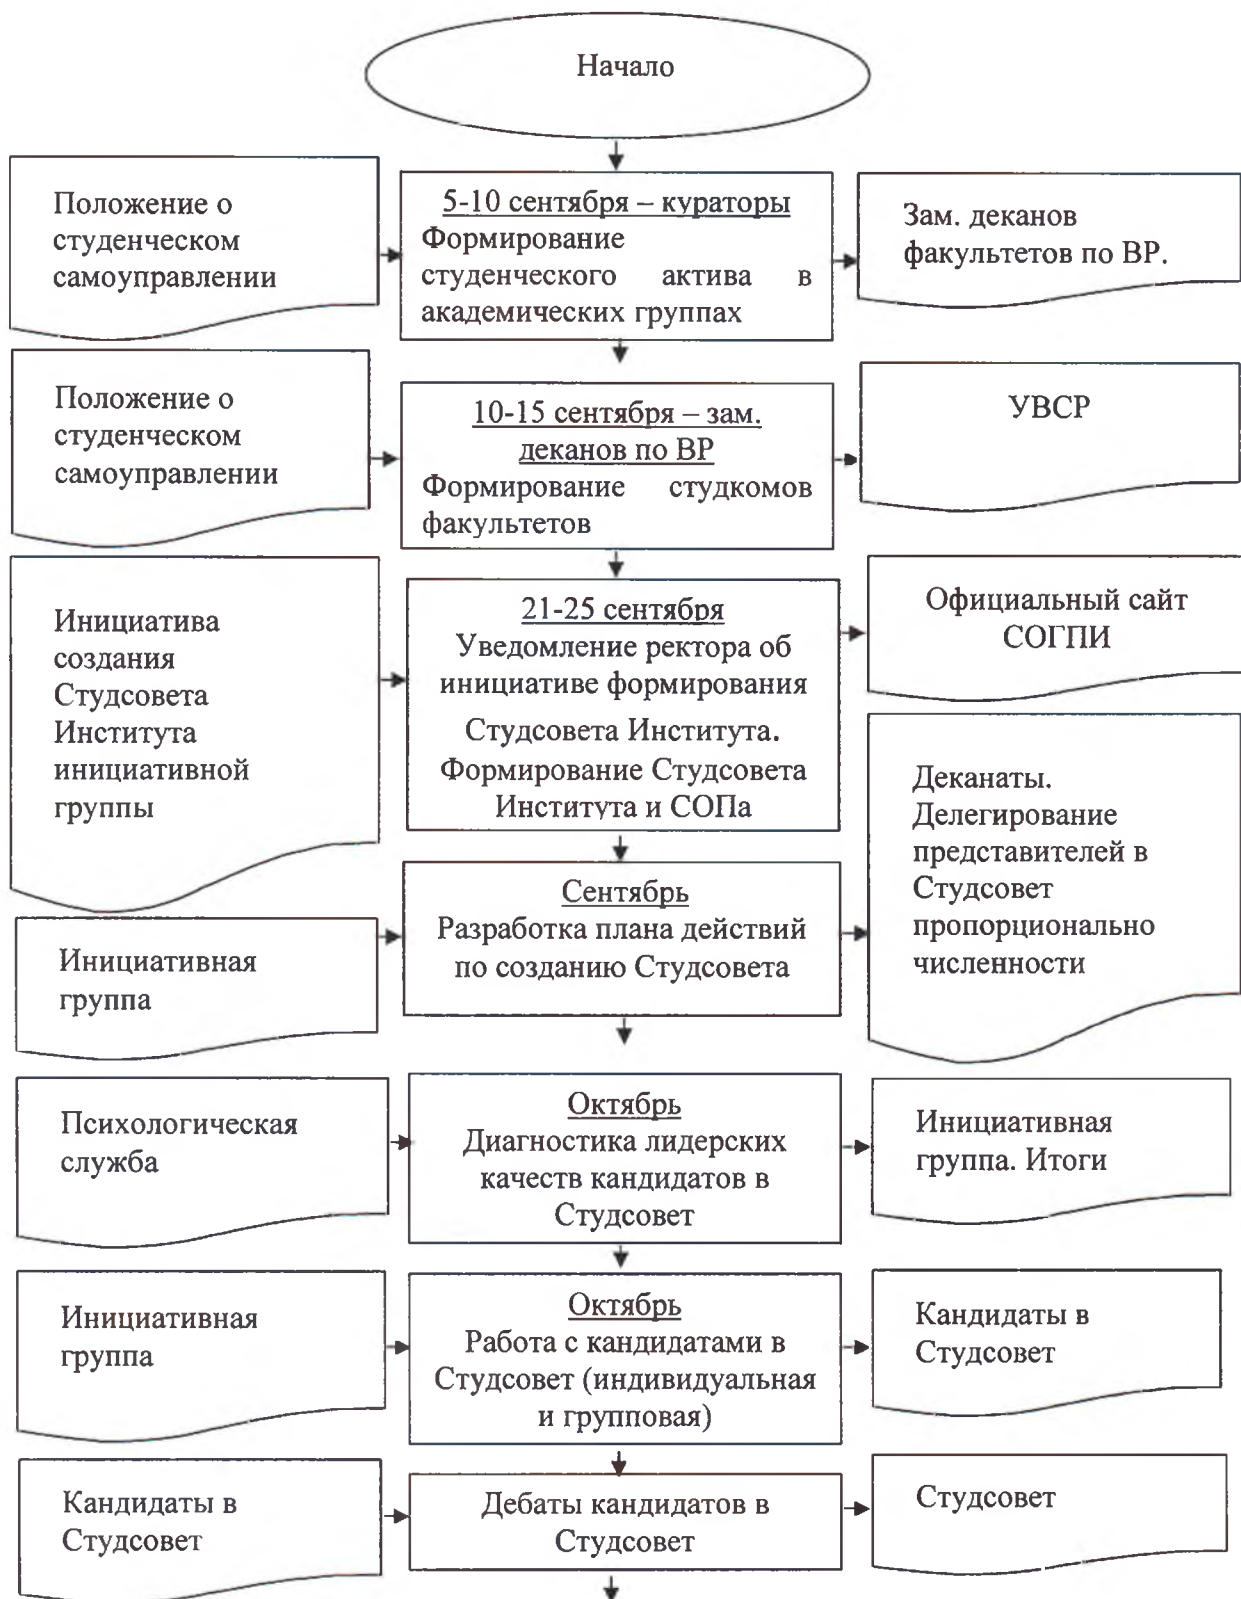 Начало
Положение о
студенческом
самоуправлении
5-10 сентября – кураторы
Формирование
студенческого актива в
академических группах
Зам. деканов
факультетов по ВР.
Положение о
студенческом
самоуправлении
10-15 сентября – зам.
деканов по ВР
Формирование студкомов
факультетов
УВСР
Инициатива
создания
Студсовета
Института
инициативной
группы
21-25 сентября
Уведомление ректора об
инициативе формирования
Студсовета Института.
Формирование Студсовета
Института и СОПа
Официальный сайт
СОГПИ
Деканаты.
Делегирование
представителей в
Студсовет
пропорционально
численности
Инициативная
группа
Сентябрь
Разработка плана действий
по созданию Студсовета
Психологическая
служба
Октябрь
Диагностика лидерских
качеств кандидатов в
Студсовет
Инициативная
группа. Итоги
Инициативная
группа
Октябрь
Работа с кандидатами в
Студсовет (индивидуальная
и групповая)
Кандидаты в
Студсовет
Кандидаты в
Студсовет
Дебаты кандидатов в
Студсовет
Студсовет